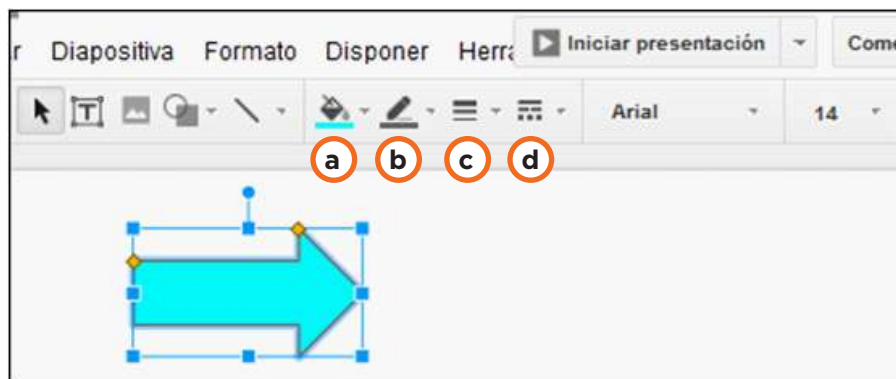 r Diapositiva Formato Disponer Herra Iniciar presentación Come
T Arial 14
a b c d